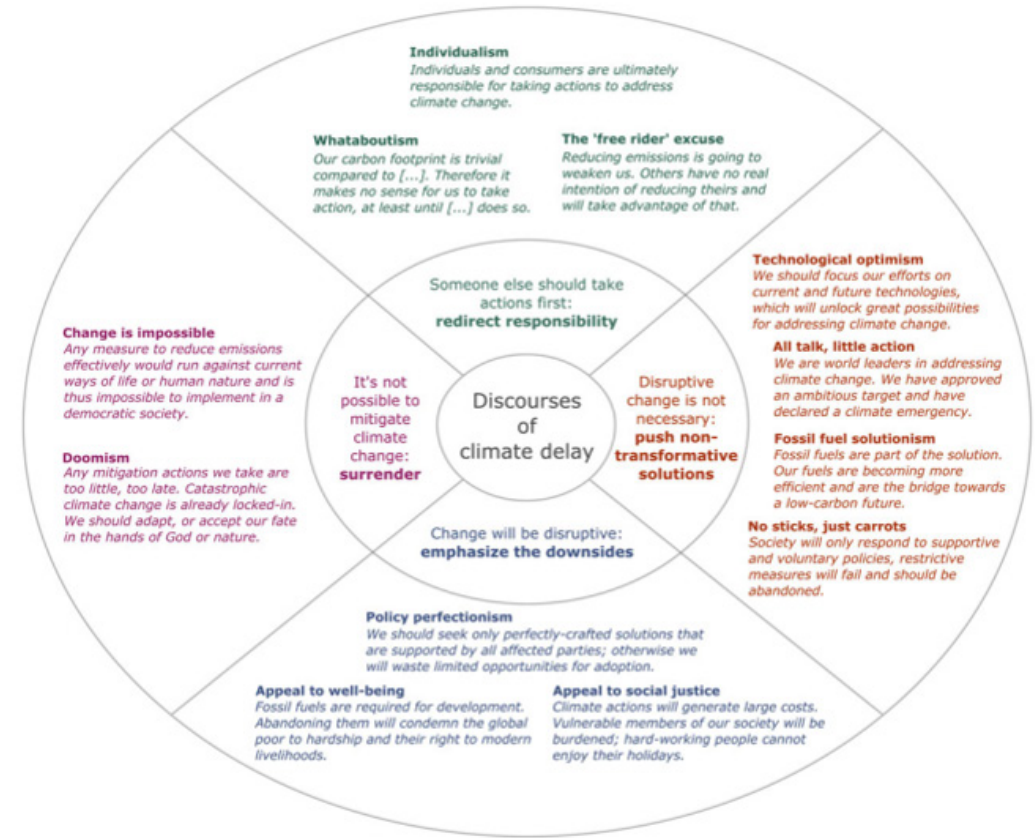 Individualism
Individuals and consumers are ultimately
responsible for taking actions to address
climate change.
Whataboutism
Our carbon footprint is trivial
compared to [...]. Therefore it
makes no sense for us to take
action, at least until [...] does so.
The 'free rider' excuse
Reducing emissions is going to
weaken us. Others have no real
intention of reducing theirs and
will take advantage of that.
Someone else should take
actions first:
redirect responsibility
Technological optimism
We should focus our efforts on
current and future technologies,
which will unlock great possibilities
for addressing climate change.
All talk, little action
We are world leaders in addressing
climate change. We have approved
an ambitious target and have
declared a climate emergency.
Fossil fuel solutionism
Fossil fuels are part of the solution.
Our fuels are becoming more
efficient and are the bridge towards
a low-carbon future.
No sticks, just carrots
Society will only respond to supportive
and voluntary policies, restrictive
measures will fail and should be
abandoned.
Change is impossible
Any measure to reduce emissions
effectively would run against current
ways of life or human nature and is
thus impossible to implement in a
democratic society.
Doomism
Any mitigation actions we take are
too little, too late. Catastrophic
climate change is already locked-in.
We should adapt, or accept our fate
in the hands of God or nature.
It's not
possible to
mitigate
climate
change:
surrender
Discourses
of
climate delay
Disruptive
change is not
necessary:
push non-
transformative
solutions
Change will be disruptive:
emphasize the downsides
Policy perfectionism
We should seek only perfectly-crafted solutions that
are supported by all affected parties; otherwise we
will waste limited opportunities for adoption.
Appeal to well-being
Fossil fuels are required for development.
Abandoning them will condemn the global
poor to hardship and their right to modern
livelihoods.
Appeal to social justice
Climate actions will generate large costs.
Vulnerable members of our society will be
burdened; hard-working people cannot
enjoy their holidays.